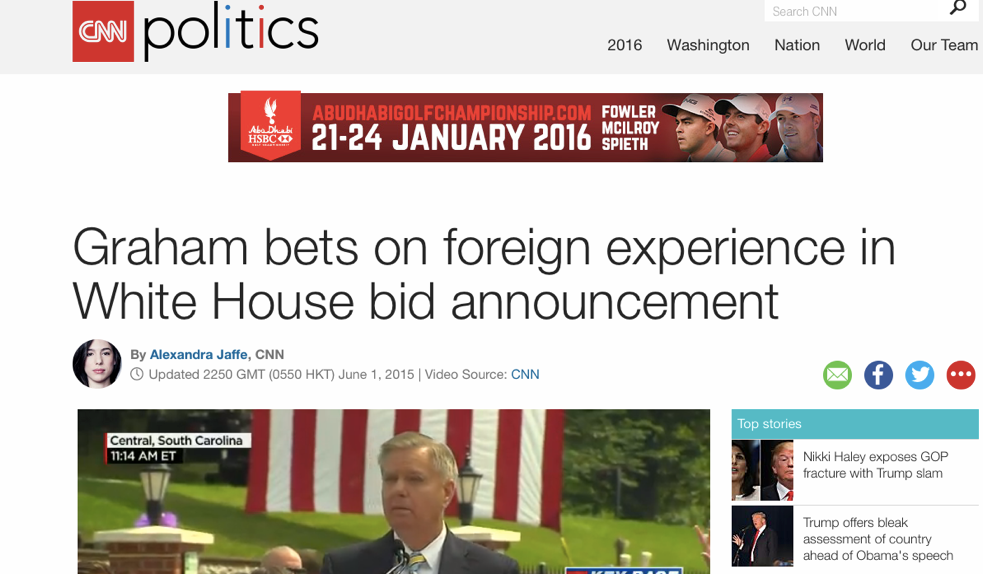 CNN politics
Search CNN
2016 Washington Nation World Our Team
Abu Dhabi
HSBC
ABUDHABIGOLFCHAMPIONSHIP.COM
21-24 JANUARY 2016
FOWLER
MCILROY
SPIETH
Graham bets on foreign experience in
White House bid announcement
By Alexandra Jaffe, CNN
Updated 2250 GMT (0550 HKT) June 1, 2015 | Video Source: CNN
Central, South Carolina
11:14 AM ET
Top stories
Nikki Haley exposes GOP
fracture with Trump slam
Trump offers bleak
assessment of country
ahead of Obama's speech